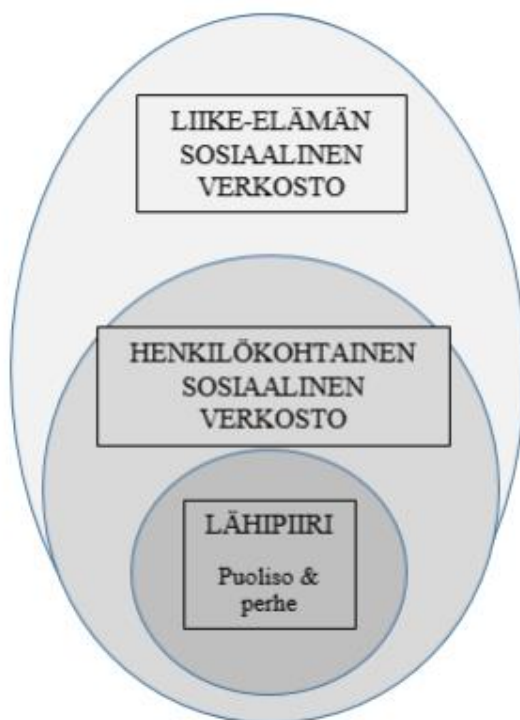 LIIKE-ELÄMÄN
SOSIAALINEN
VERKOSTO
HENKILÖKOHTAINEN
SOSIAALINEN
VERKOSTO
LÄHIPIIRI
Puoliso &
perhe